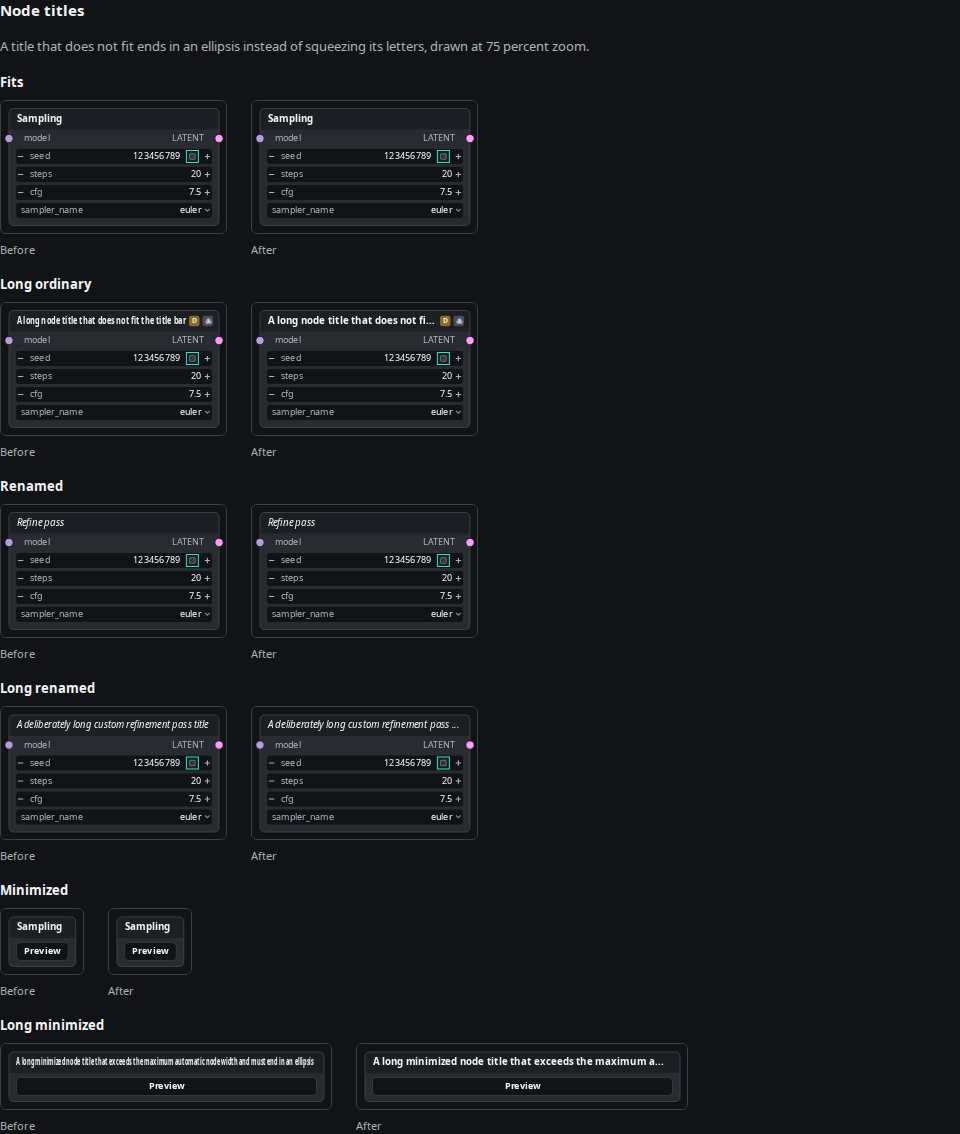 Node titles
A title that does not fit ends in an ellipsis instead of squeezing its letters, drawn at 75 percent zoom.
Fits
Sampling
model LATENT
− seed 123456789 +
− steps 20 +
− cfg 7.5 +
sampler_name euler
Before
Sampling
model LATENT
− seed 123456789 +
− steps 20 +
− cfg 7.5 +
sampler_name euler
After
Long ordinary
A long node title that does not fit the title bar D
model LATENT
− seed 123456789 +
− steps 20 +
− cfg 7.5 +
sampler_name euler
Before
A long node title that does not fi... D
model LATENT
− seed 123456789 +
− steps 20 +
− cfg 7.5 +
sampler_name euler
After
Renamed
Refine pass
model LATENT
− seed 123456789 +
− steps 20 +
− cfg 7.5 +
sampler_name euler
Before
Refine pass
model LATENT
− seed 123456789 +
− steps 20 +
− cfg 7.5 +
sampler_name euler
After
Long renamed
A deliberately long custom refinement pass title
model LATENT
− seed 123456789 +
− steps 20 +
− cfg 7.5 +
sampler_name euler
Before
A deliberately long custom refinement pass ...
model LATENT
− seed 123456789 +
− steps 20 +
− cfg 7.5 +
sampler_name euler
After
Minimized
Sampling
Preview
Before
Sampling
Preview
After
Long minimized
A long minimized node title that exceeds the maximum automatic node width and must end in an ellipsis
Preview
Before
A long minimized node title that exceeds the maximum a...
Preview
After